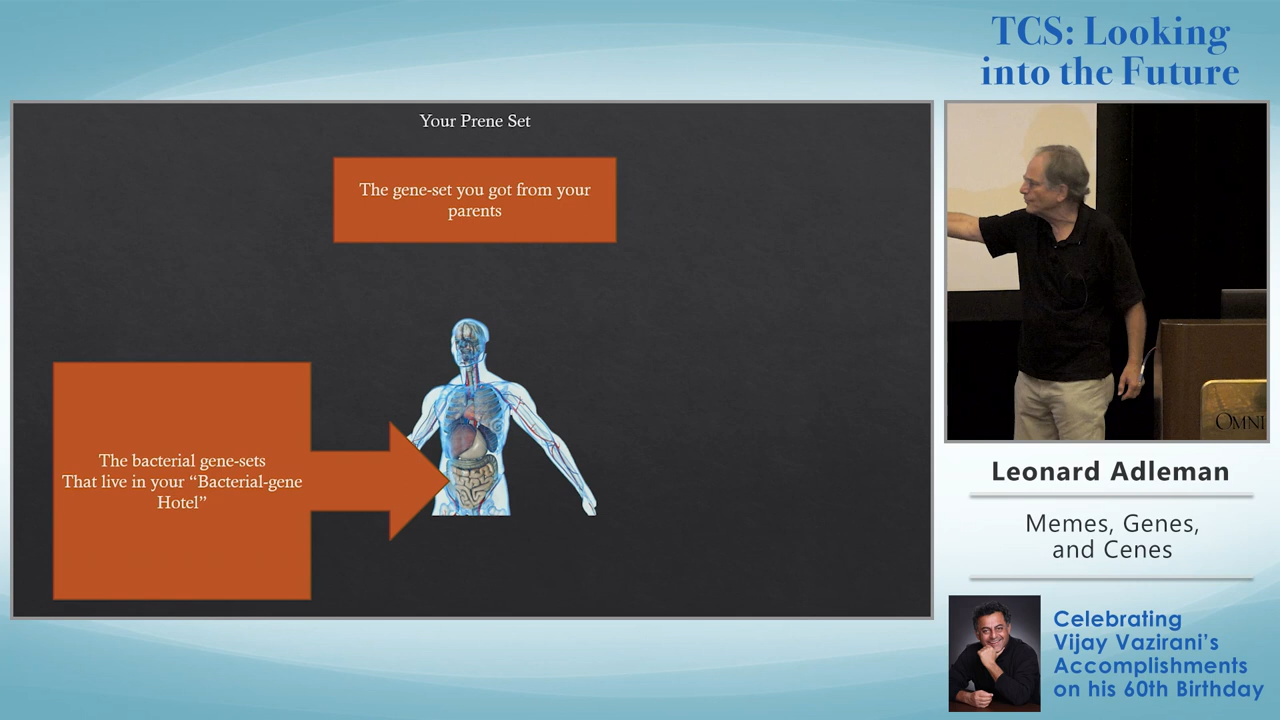 TCS: Looking
into the Future
Your Prene Set
The gene-set you got from your
parents
The bacterial gene-sets
That live in your “Bacterial-gene
Hotel”
OMNI
Leonard Adleman
Memes, Genes,
and Cenes
Celebrating
Vijay Vazirani’s
Accomplishments
on his 60th Birthday